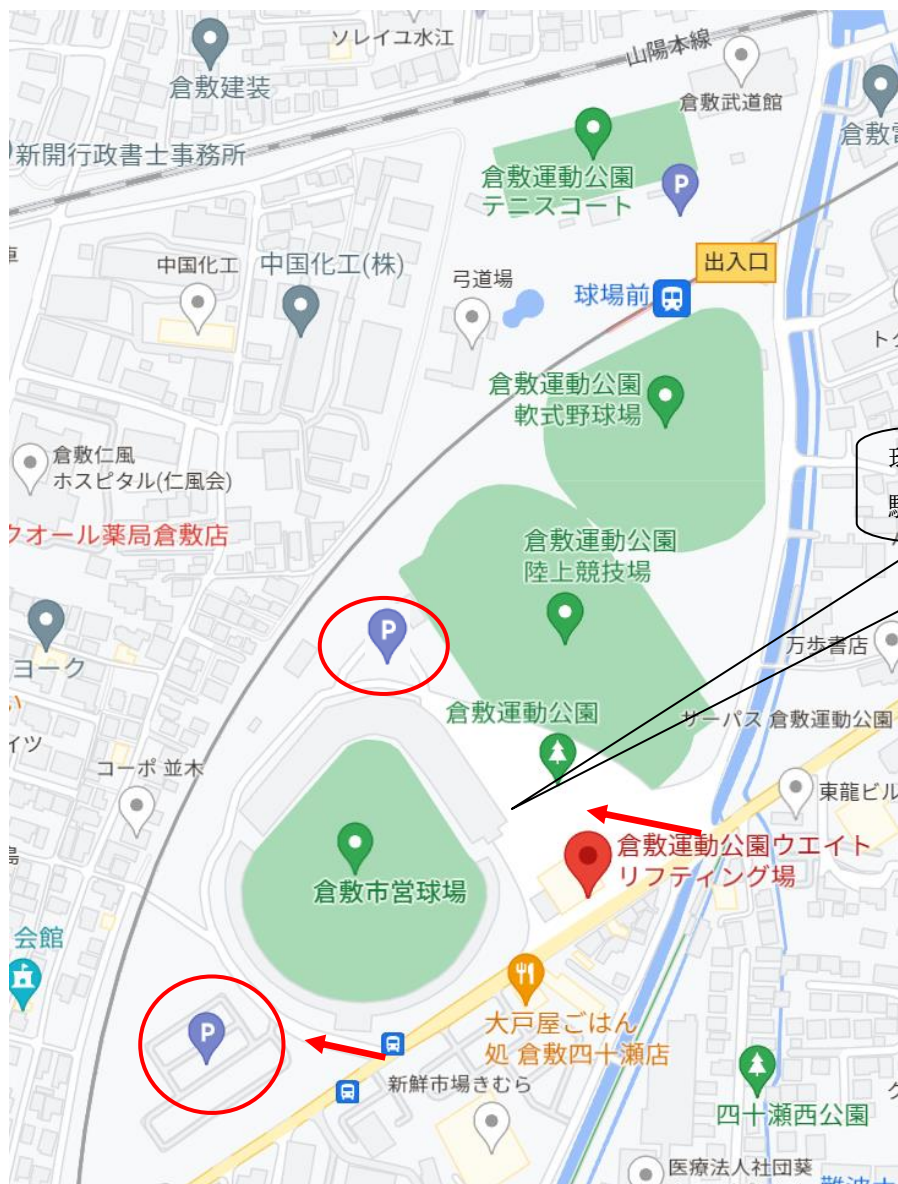 ソレイユ水江
山陽本線
倉敷建装
倉敷武道館
新開行政書士事務所
倉敷運動公園
テニスコート
P
出入口
中国化工
中国化工(株)
弓道場
球場前
倉敷運動公園
軟式野球場
倉敷仁風
ホスピタル(仁風会)
クオール薬局倉敷店
倉敷運動公園
陸上競技場
P
ヨーク
万歩書店
倉敷運動公園
サーパス 倉敷運動公園
コーポ 並木
東龍ビル
倉敷運動公園ウエイト
リフティング場
倉敷市営球場
会館
P
大戸屋ごはん
処 倉敷四十瀬店
新鮮市場きむら
四十瀬西公園
医療法人社団葵